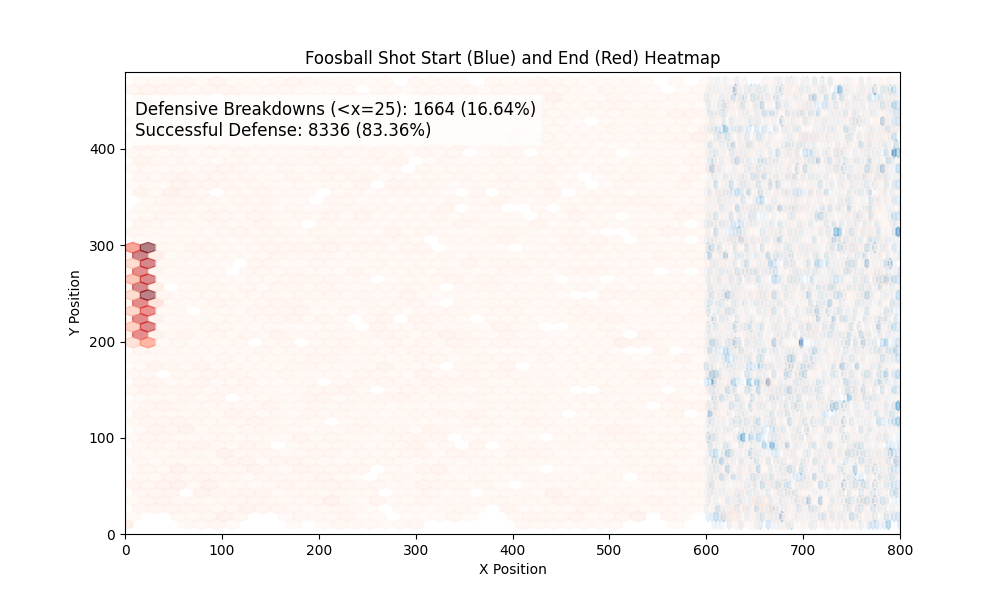 Foosball Shot Start (Blue) and End (Red) Heatmap
Defensive Breakdowns (<x=25): 1664 (16.64%)
Successful Defense: 8336 (83.36%)
400
300
200
100
0
Y Position
0 100 200 300 400 500 600 700 800
X Position